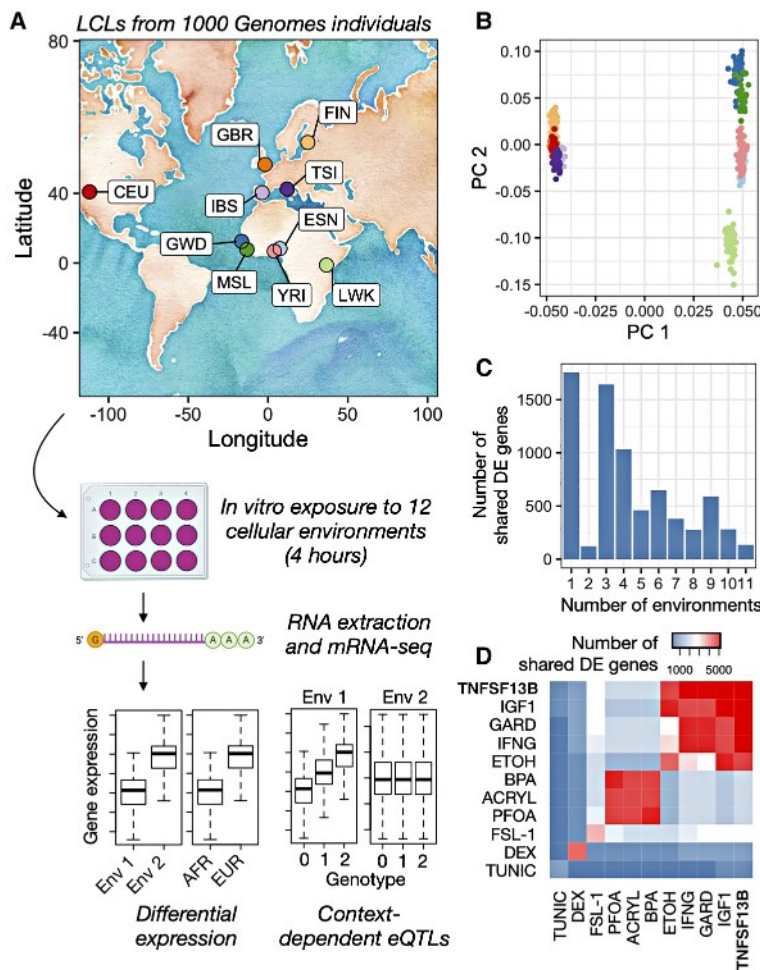 A
LCLs from 1000 Genomes individuals
80
40
0
-40
Latitude
CEU
GBR
FIN
TSI
IBS
ESN
GWD
MSL
YRI
LWK
-100 -50 0 50 100
Longitude
In vitro exposure to 12
cellular environments
(4 hours)
1 2 3 4
A
B
C
RNA extraction
and mRNA-seq
5' G A A A 3'
Gene expression
Env 1 Env 2
AFR EUR
Differential
expression
Env 1 Env 2
0 1 2 0 1 2
Genotype
Context-
dependent eQTLs
B
PC 2
0.10
0.05
0.00
-0.05
-0.10
-0.15
-0.050 -0.025 0.000 0.025 0.050
PC 1
C
Number of
shared DE genes
1500
1000
500
0
1 2 3 4 5 6 7 8 9 10 11
Number of environments
D
Number of
shared DE genes
1000 5000
TNFSF13B
IGF1
GARD
IFNG
ETOH
BPA
ACRYL
PFOA
FSL-1
DEX
TUNIC
TUNIC DEX FSL-1 PFOA ACRYL BPA ETOH IFNG GARD IGF1 TNFSF13B